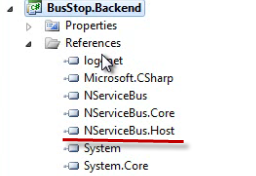 BusStop.Backend
Properties
References
Microsoft.CSharp
NServiceBus
NServiceBus.Core
NServiceBus.Host
System
System.Core